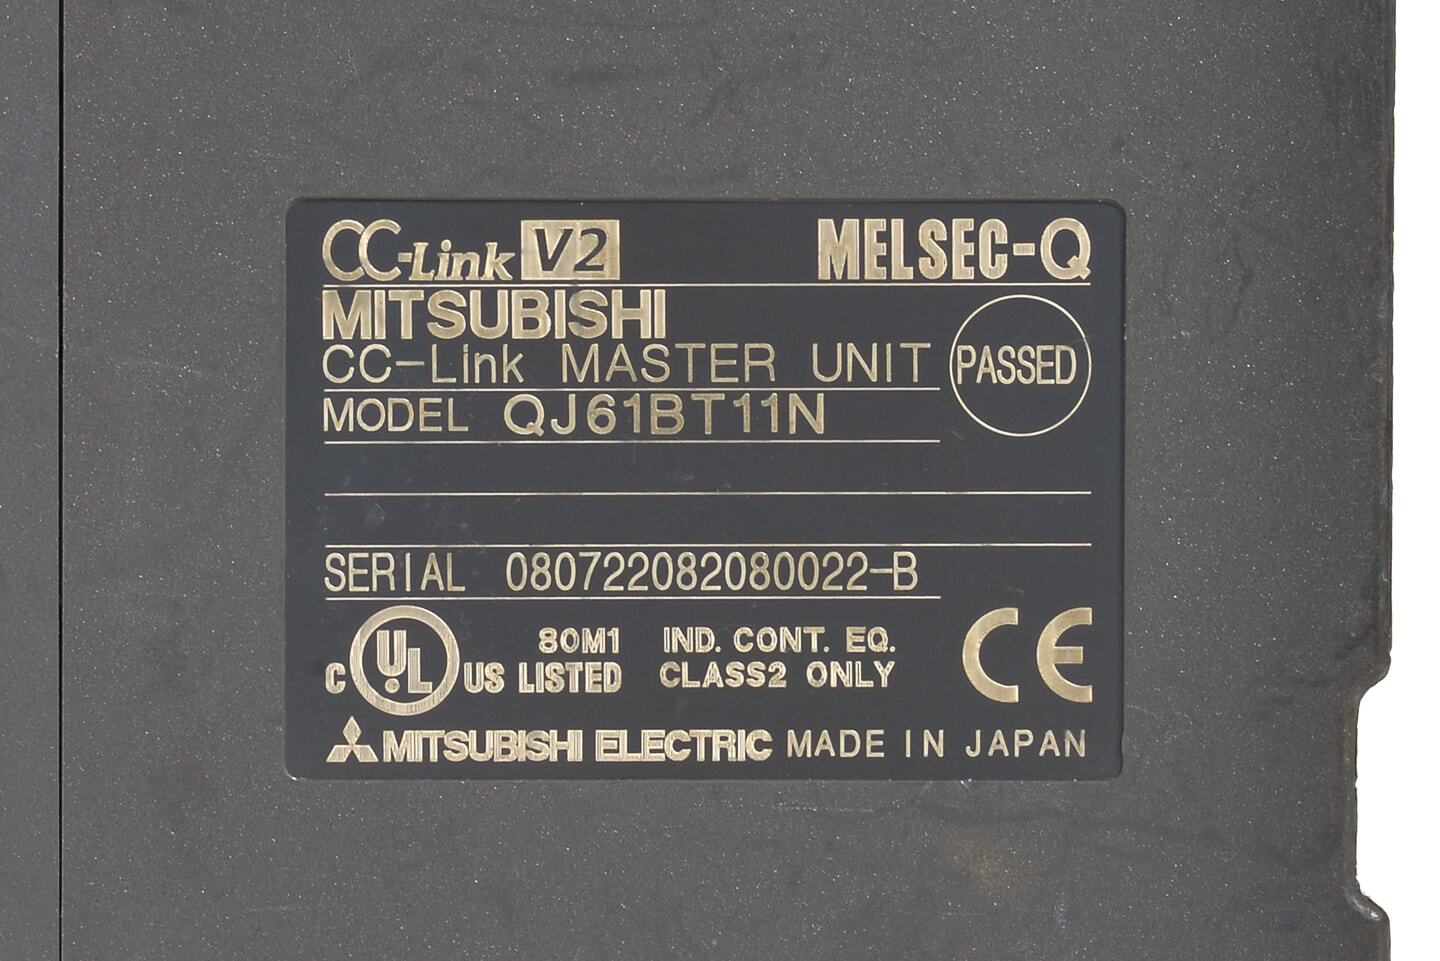 CC-Link V2 MELSEC-Q
MITSUBISHI
CC-Link MASTER UNIT
PASSED
MODEL QJ61BT11N
SERIAL 080722082080022-B
C UL US LISTED 80M1 IND. CONT. EQ. CLASS2 ONLY CE
MITSUBISHI ELECTRIC MADE IN JAPAN